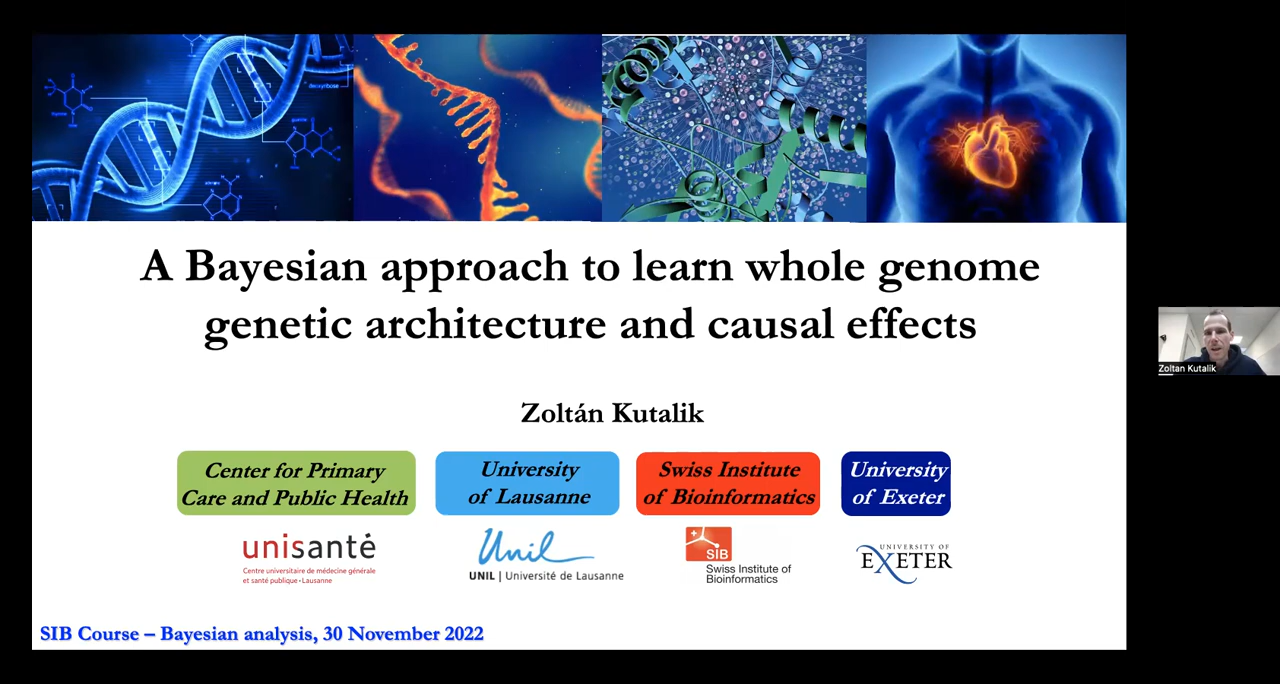 deoxyribose
thymine
A Bayesian approach to learn whole genome
genetic architecture and causal effects
Zoltan Kutalik
Zoltán Kutalik
Center for Primary
Care and Public Health
University
of Lausanne
Swiss Institute
of Bioinformatics
University
of Exeter
unisanté
Centre universitaire de médecine générale
et santé publique • Lausanne
Unil
UNIL | Université de Lausanne
SIB
Swiss Institute of
Bioinformatics
UNIVERSITY OF
EXETER
SIB Course – Bayesian analysis, 30 November 2022